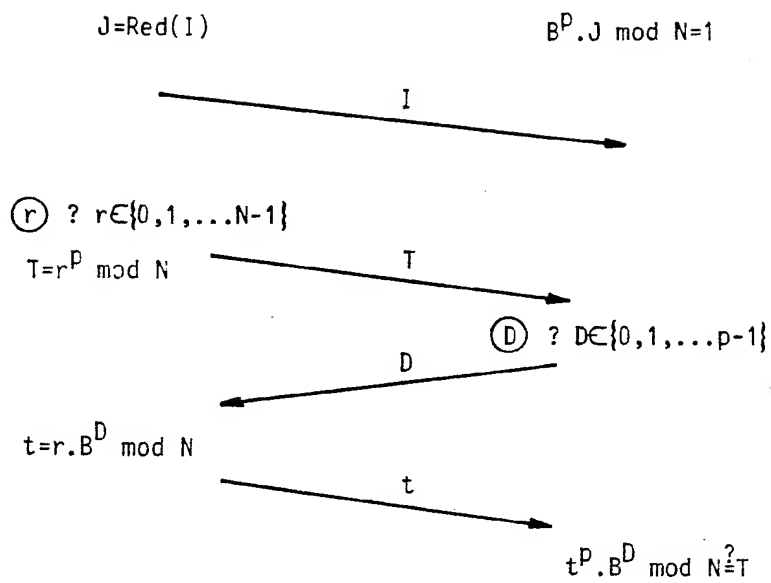 J=Red(I) B^p.J mod N=1
I
ⓡ ? r∈{0,1,...N-1}
T=r^p mod N
T
Ⓓ ? D∈{0,1,...p-1}
D
t=r.B^D mod N
t
t^p.B^D mod N≟T